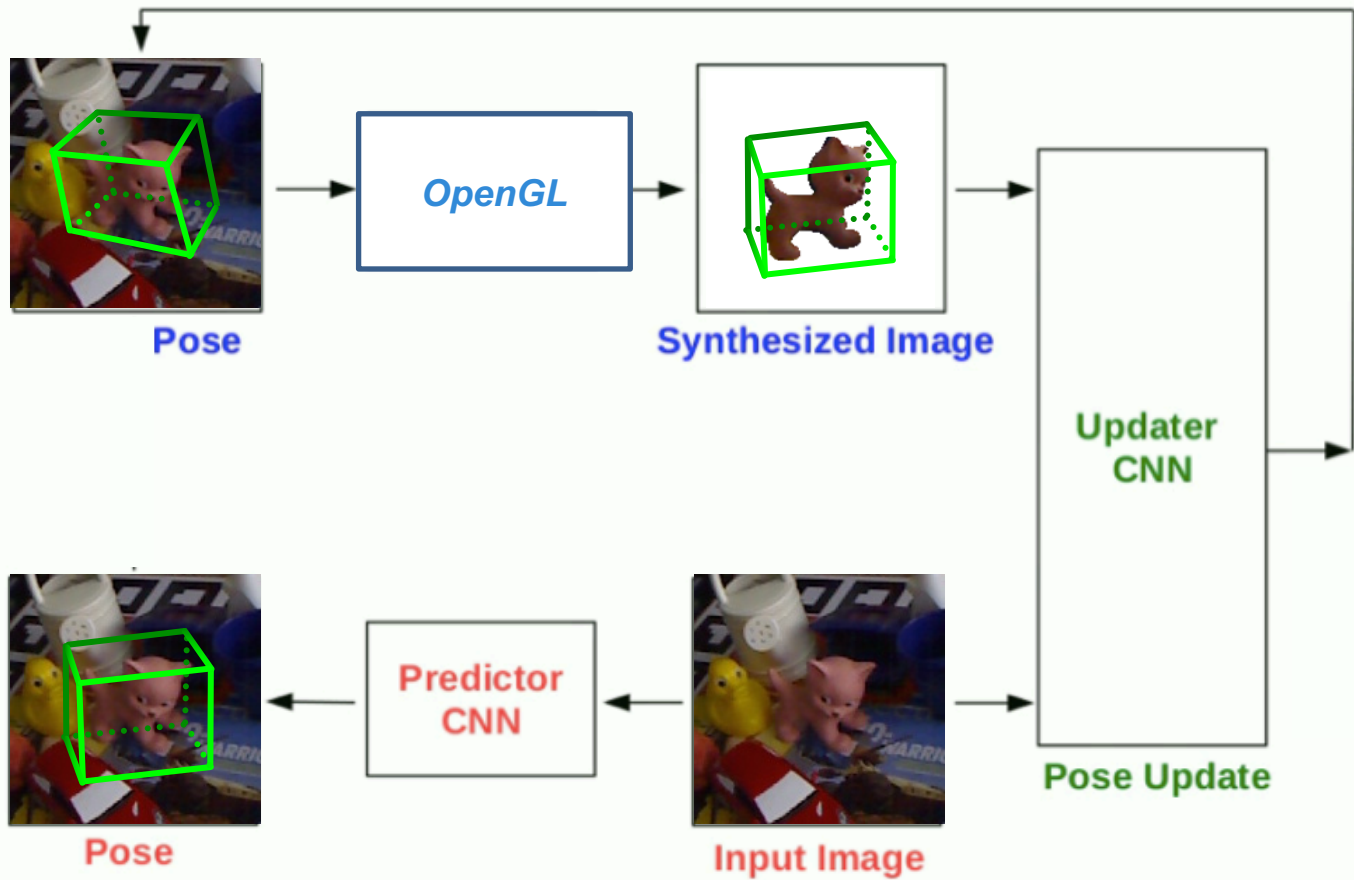 OpenGL
Pose
Synthesized Image
Updater
CNN
Predictor
CNN
Pose Update
Pose
Input Image